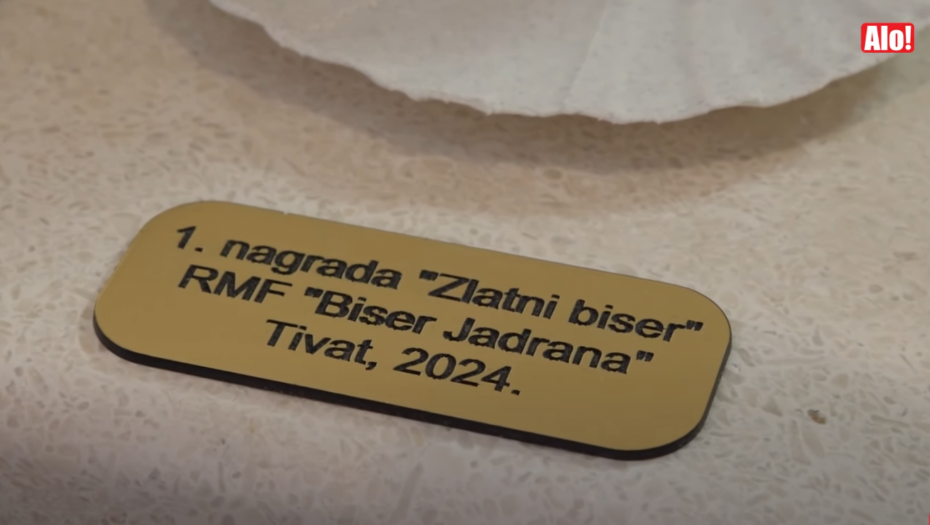 Alo!
1. nagrada "Zlatni biser"
RMF "Biser Jadrana"
Tivat, 2024.